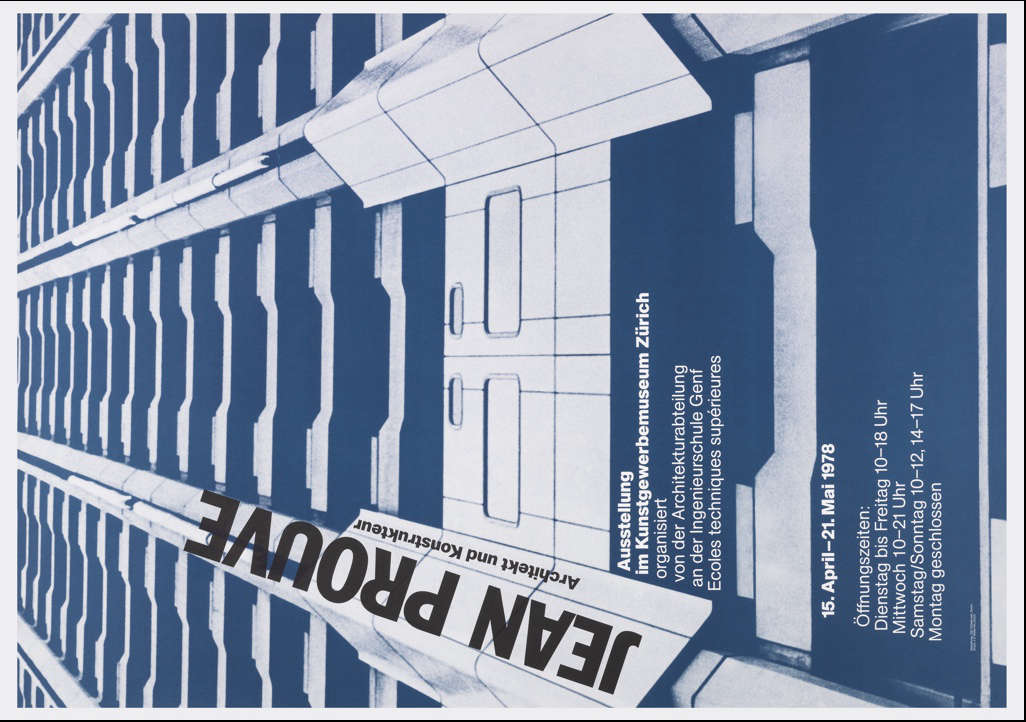 JEAN PROUVE
Architekt und Konstrukteur
Ausstellung
im Kunstgewerbemuseum Zürich
organisiert
von der Architekturabteilung
an der Ingenieurschule Genf
Ecoles techniques supérieures
15. April–21. Mai 1978
Öffnungszeiten:
Dienstag bis Freitag 10–18 Uhr
Mittwoch 10–21 Uhr
Samstag/Sonntag 10–12, 14–17 Uhr
Montag geschlossen